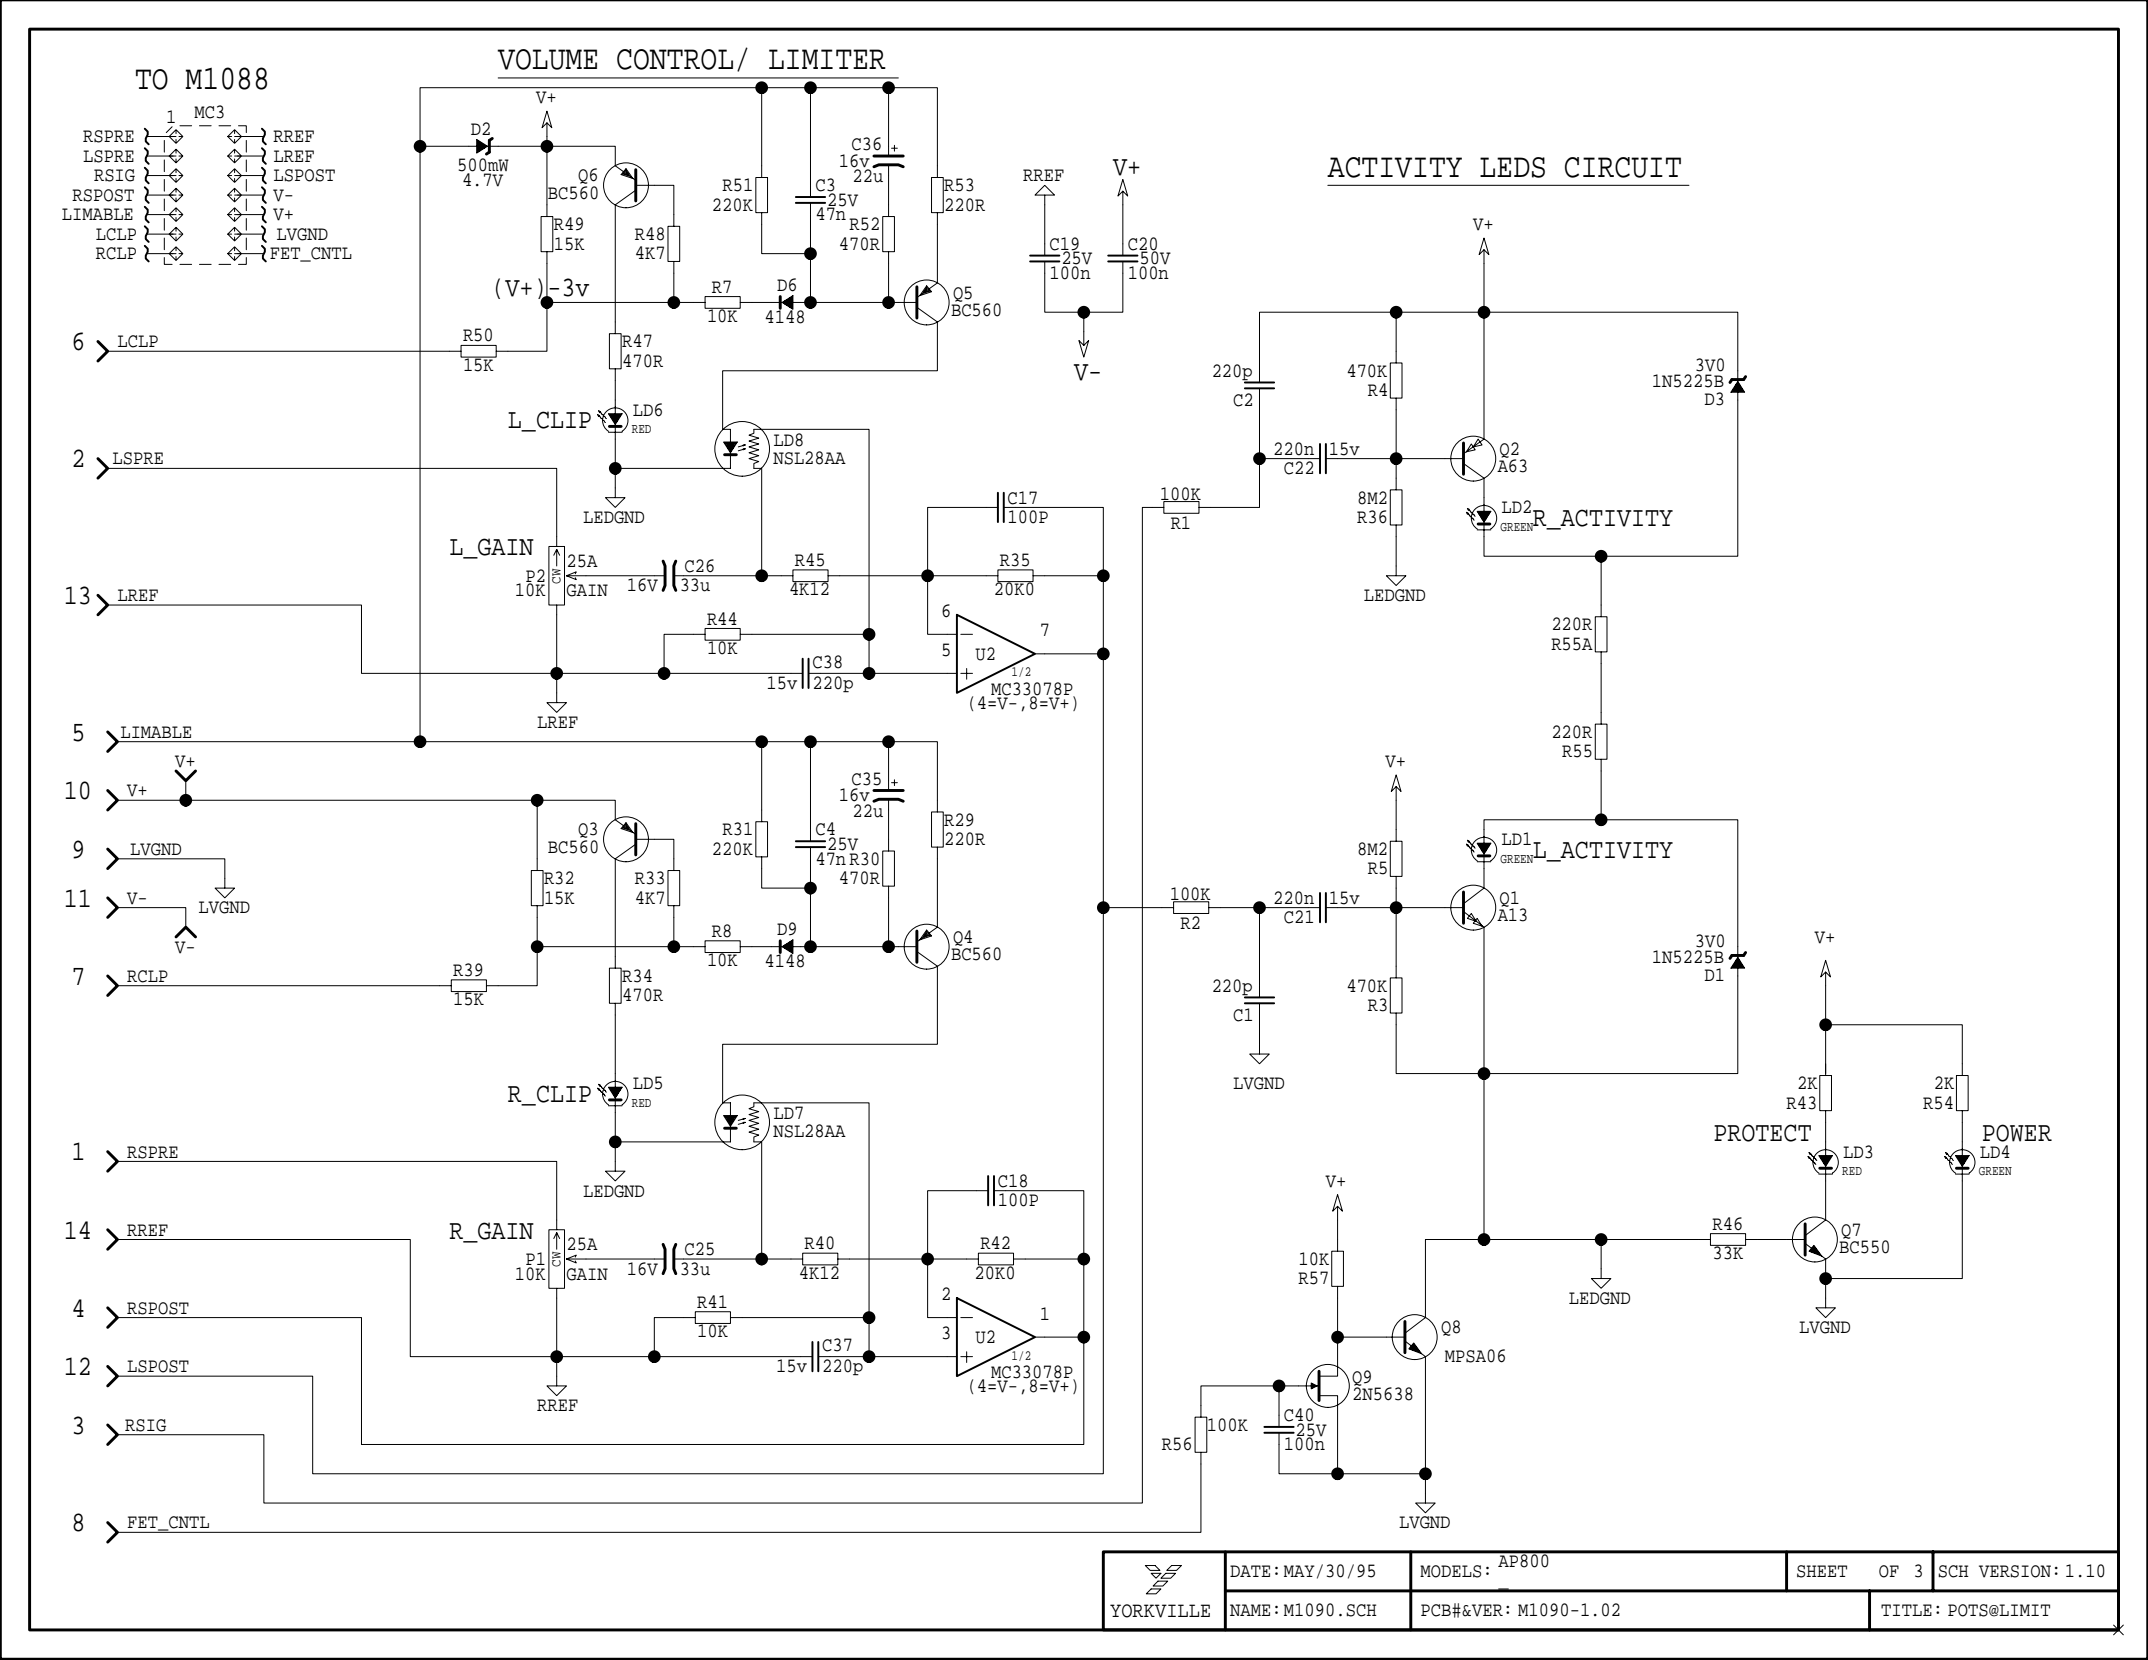 VOLUME CONTROL/ LIMITER
TO M1088
1 MC3
RSPRE RREF
LSPRE LREF
RSIG LSPOST
RSPOST V-
LIMABLE V+
LCLP LVGND
RCLP FET_CNTL
V+
D2
500mW
4.7V
Q6
BC560
R49
15K
R48
4K7
(V+)-3v
R51
220K
C3
25V
47n
C36
+
16v
22u
R52
470R
R53
220R
R7
10K
D6
4148
Q5
BC560
6 LCLP
R50
15K
R47
470R
L_CLIP
LD6
RED
LEDGND
LD8
NSL28AA
2 LSPRE
L_GAIN
P2
10K
CW
25A
GAIN
C26
16V
33u
R45
4K12
C17
100P
R35
20K0
13 LREF
R44
10K
C38
15v
220p
6
5
7
U2
1/2
MC33078P
(4=V-,8=V+)
LREF
RREF
V+
C19
25V
100n
C20
50V
100n
V-
5 LIMABLE
V+
10 V+
9 LVGND
LVGND
11 V-
V-
7 RCLP
R39
15K
Q3
BC560
R32
15K
R33
4K7
R31
220K
C4
25V
47n
C35
+
16v
22u
R30
470R
R29
220R
R8
10K
D9
4148
Q4
BC560
R34
470R
R_CLIP
LD5
RED
LEDGND
LD7
NSL28AA
1 RSPRE
14 RREF
R_GAIN
P1
10K
CW
25A
GAIN
C25
16V
33u
R40
4K12
C18
100P
R42
20K0
4 RSPOST
R41
10K
C37
15v
220p
2
3
1
U2
1/2
MC33078P
(4=V-,8=V+)
RREF
12 LSPOST
3 RSIG
8 FET_CNTL
ACTIVITY LEDS CIRCUIT
V+
220p
C2
470K
R4
3V0
1N5225B
D3
220n
15v
C22
Q2
A63
100K
R1
8M2
R36
LD2
GREEN
R_ACTIVITY
LEDGND
220R
R55A
220R
R55
V+
8M2
R5
LD1
GREEN
L_ACTIVITY
100K
R2
220n
15v
C21
Q1
A13
3V0
1N5225B
D1
220p
C1
470K
R3
LVGND
V+
2K
R43
2K
R54
PROTECT
LD3
RED
POWER
LD4
GREEN
V+
10K
R57
R46
33K
Q7
BC550
LEDGND
LVGND
Q8
MPSA06
Q9
2N5638
C40
25V
100n
R56
100K
LVGND
YORKVILLE
DATE: MAY/30/95
MODELS: AP800
_
SHEET OF 3
SCH VERSION: 1.10
NAME: M1090.SCH
PCB#&VER: M1090-1.02
TITLE: POTS@LIMIT